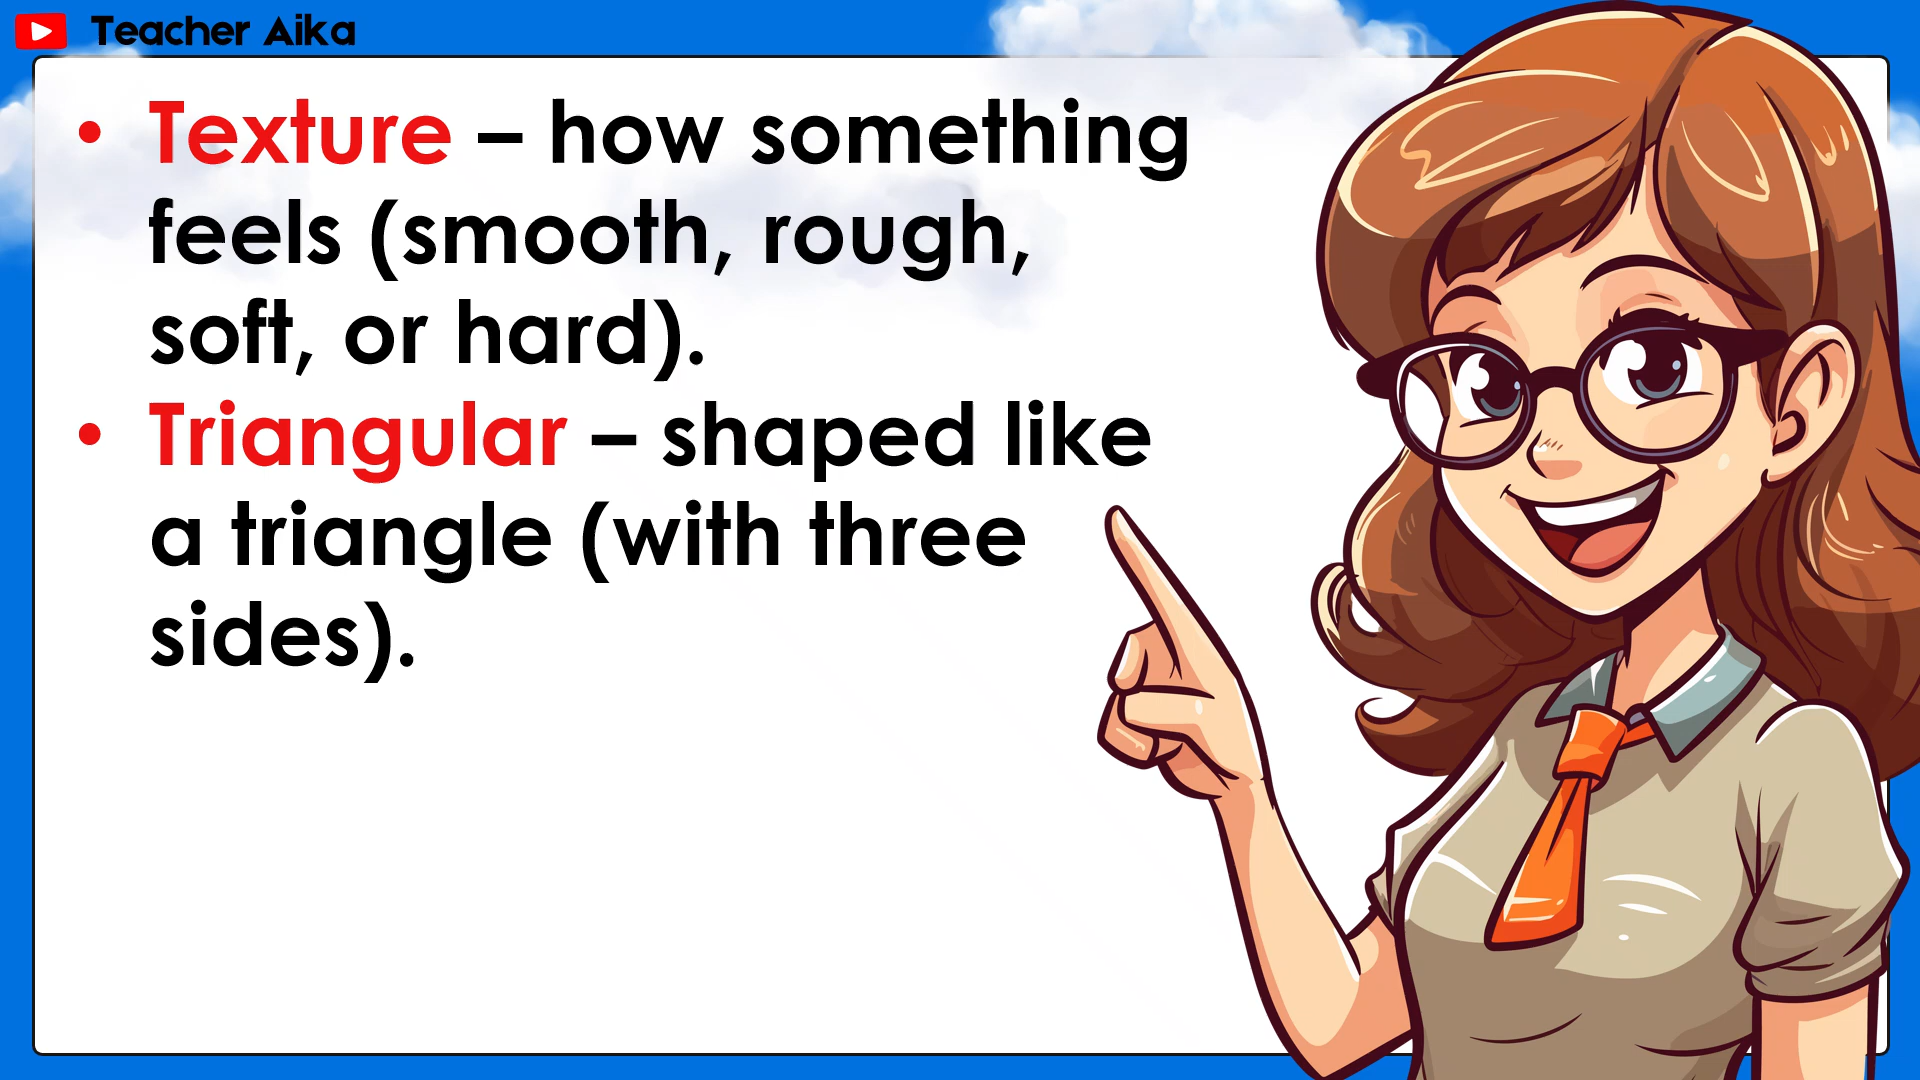 Teacher Aika
• Texture – how something
feels (smooth, rough,
soft, or hard).
• Triangular – shaped like
a triangle (with three
sides).